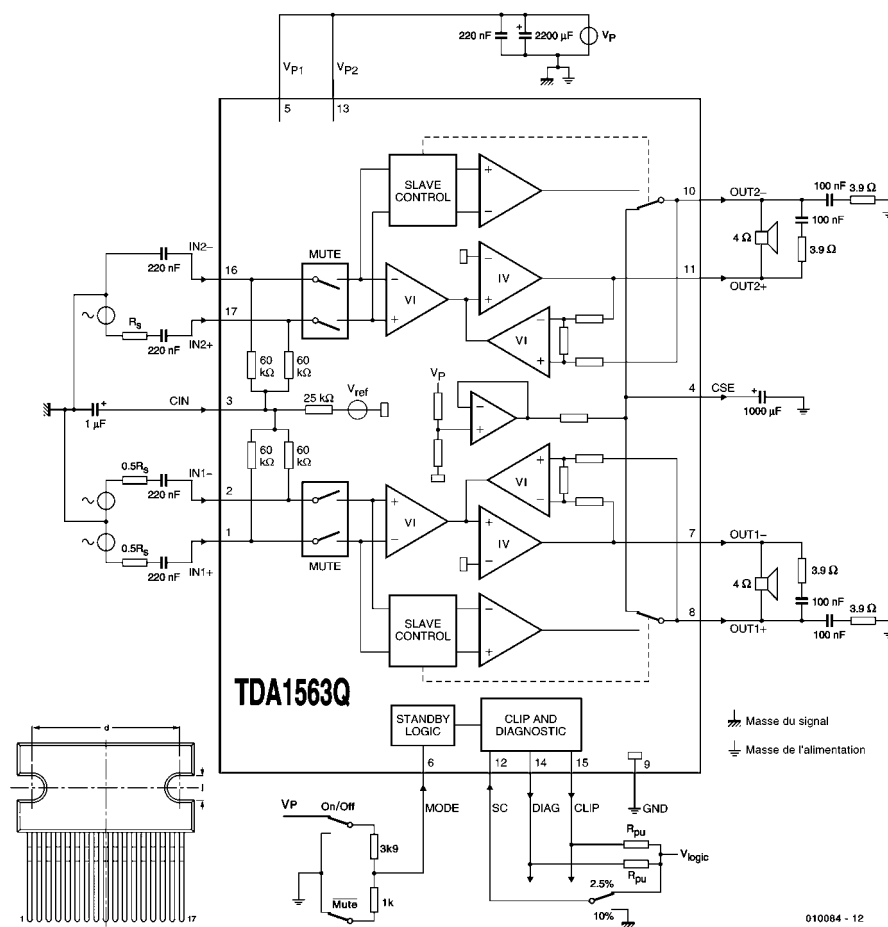 220 nF
2200 µF
VP
VP1
VP2
5
13
SLAVE
CONTROL
+
−
10
OUT2−
100 nF
3.9 Ω
100 nF
4 Ω
3.9 Ω
IN2−
220 nF
16
MUTE
VI
IV
11
OUT2+
17
RS
220 nF
IN2+
VI
60
kΩ
60
kΩ
VP
Vref
25 kΩ
4
CSE
1000 µF
CIN
3
1 µF
60
kΩ
60
kΩ
0.5RS
220 nF
IN1−
2
VI
VI
IV
7
OUT1−
1
0.5RS
220 nF
IN1+
MUTE
3.9 Ω
4 Ω
100 nF
3.9 Ω
8
OUT1+
100 nF
SLAVE
CONTROL
TDA1563Q
STANDBY
LOGIC
CLIP AND
DIAGNOSTIC
Masse du signal
Masse de l'alimentation
6
12
14
15
9
MODE
SC
DIAG
CLIP
GND
VP
On/Off
3k9
Mute
1k
Rpu
Rpu
Vlogic
2.5%
10%
d
1
17
010084 - 12